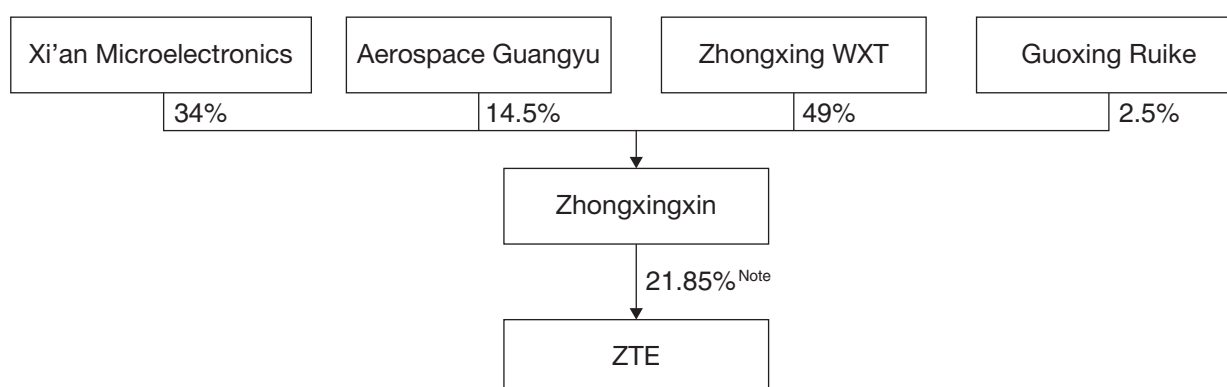 Xi’an Microelectronics
Aerospace Guangyu
Zhongxing WXT
Guoxing Ruike
34%
14.5%
49%
2.5%
Zhongxingxin
21.85% Note
ZTE